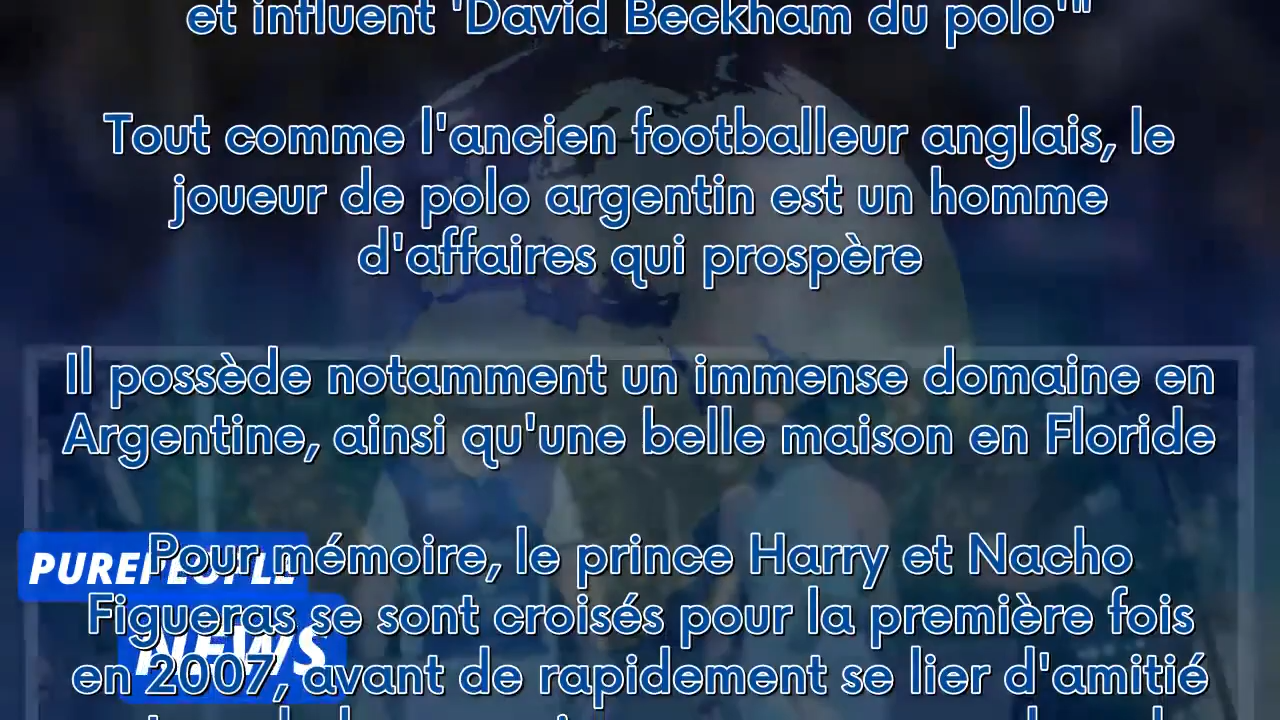 et influent 'David Beckham du polo'"
Tout comme l'ancien footballeur anglais, le
joueur de polo argentin est un homme
d'affaires qui prospère
Il possède notamment un immense domaine en
Argentine, ainsi qu'une belle maison en Floride
Pour mémoire, le prince Harry et Nacho
Figueras se sont croisés pour la première fois
en 2007, avant de rapidement se lier d'amitié
PUREPEOPLE
NEWS